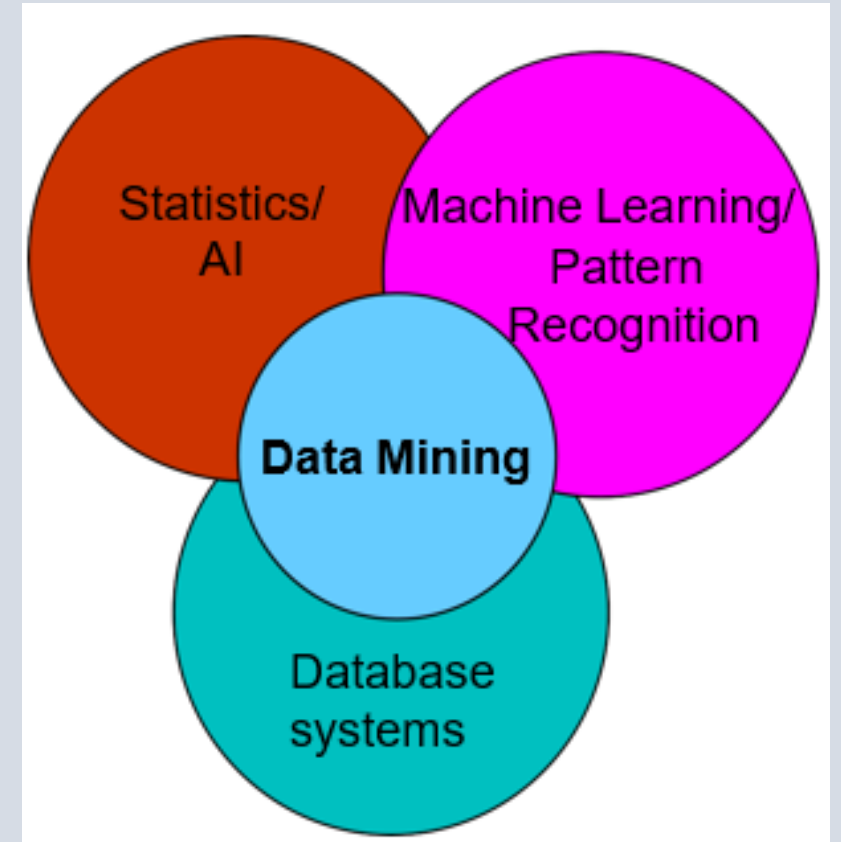 Statistics/
AI
Machine Learning/
Pattern
Recognition
Data Mining
Database
systems